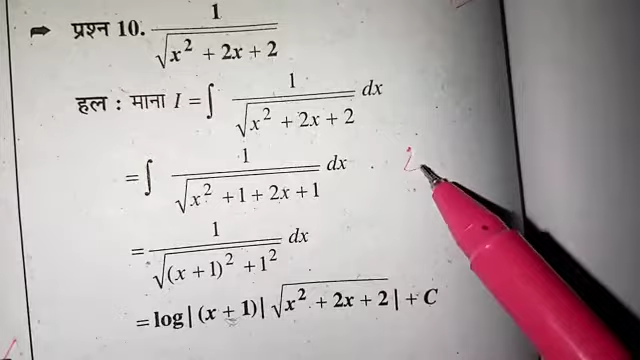 ➡ प्रश्न 10. 1/√(x² + 2x + 2)
हल : माना I = ∫ 1/√(x² + 2x + 2) dx
= ∫ 1/√(x² + 1 + 2x + 1) dx
= 1/√((x + 1)² + 1²) dx
= log| (x + 1)| √(x² + 2x + 2) | + C